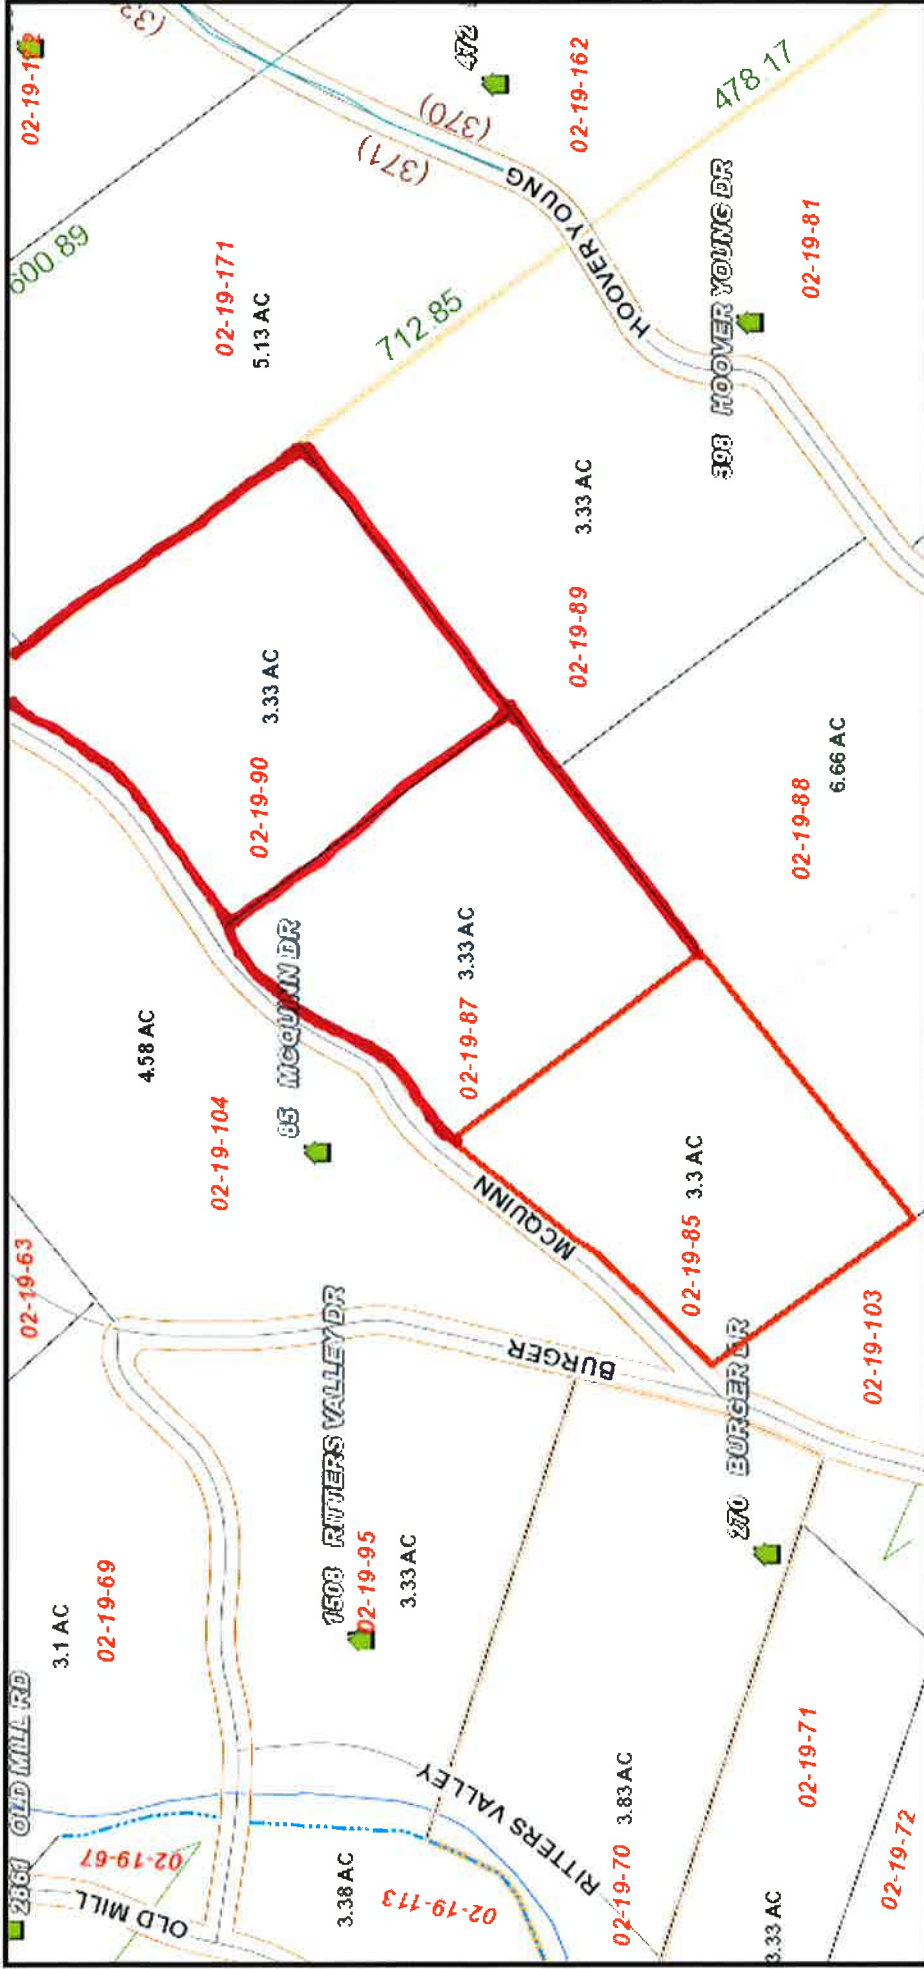 2861 OLD MILL RD
3.1 AC
02-19-69
02-19-63
4.58 AC
02-19-104
600.89
02-19-171
5.13 AC
(371)
(370)
472
02-19-162
478.17
712.85
HOOVER YOUNG
398 HOOVER YOUNG DR
02-19-81
02-19-67
OLD MILL
1508 RITTERS VALLEY DR
02-19-95
3.33 AC
85 MCQUINN DR
MCQUINN
02-19-90
3.33 AC
02-19-87 3.33 AC
02-19-89
3.33 AC
3.38 AC
02-19-113
RITTERS VALLEY
BURGER
02-19-85 3.3 AC
02-19-88
6.66 AC
02-19-70 3.83 AC
270 BURGER DR
02-19-103
3.33 AC
02-19-71
02-19-72